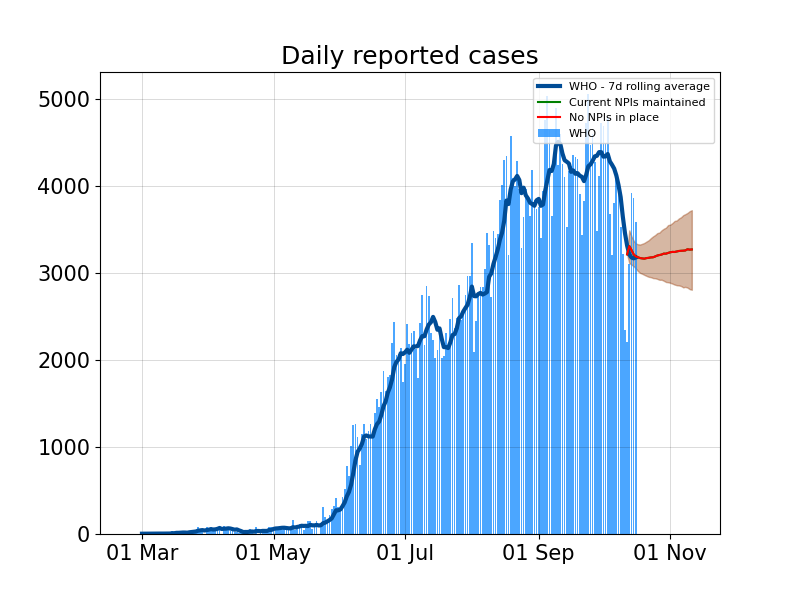 Daily reported cases
WHO - 7d rolling average
Current NPIs maintained
No NPIs in place
WHO
5000
4000
3000
2000
1000
0
01 Mar
01 May
01 Jul
01 Sep
01 Nov